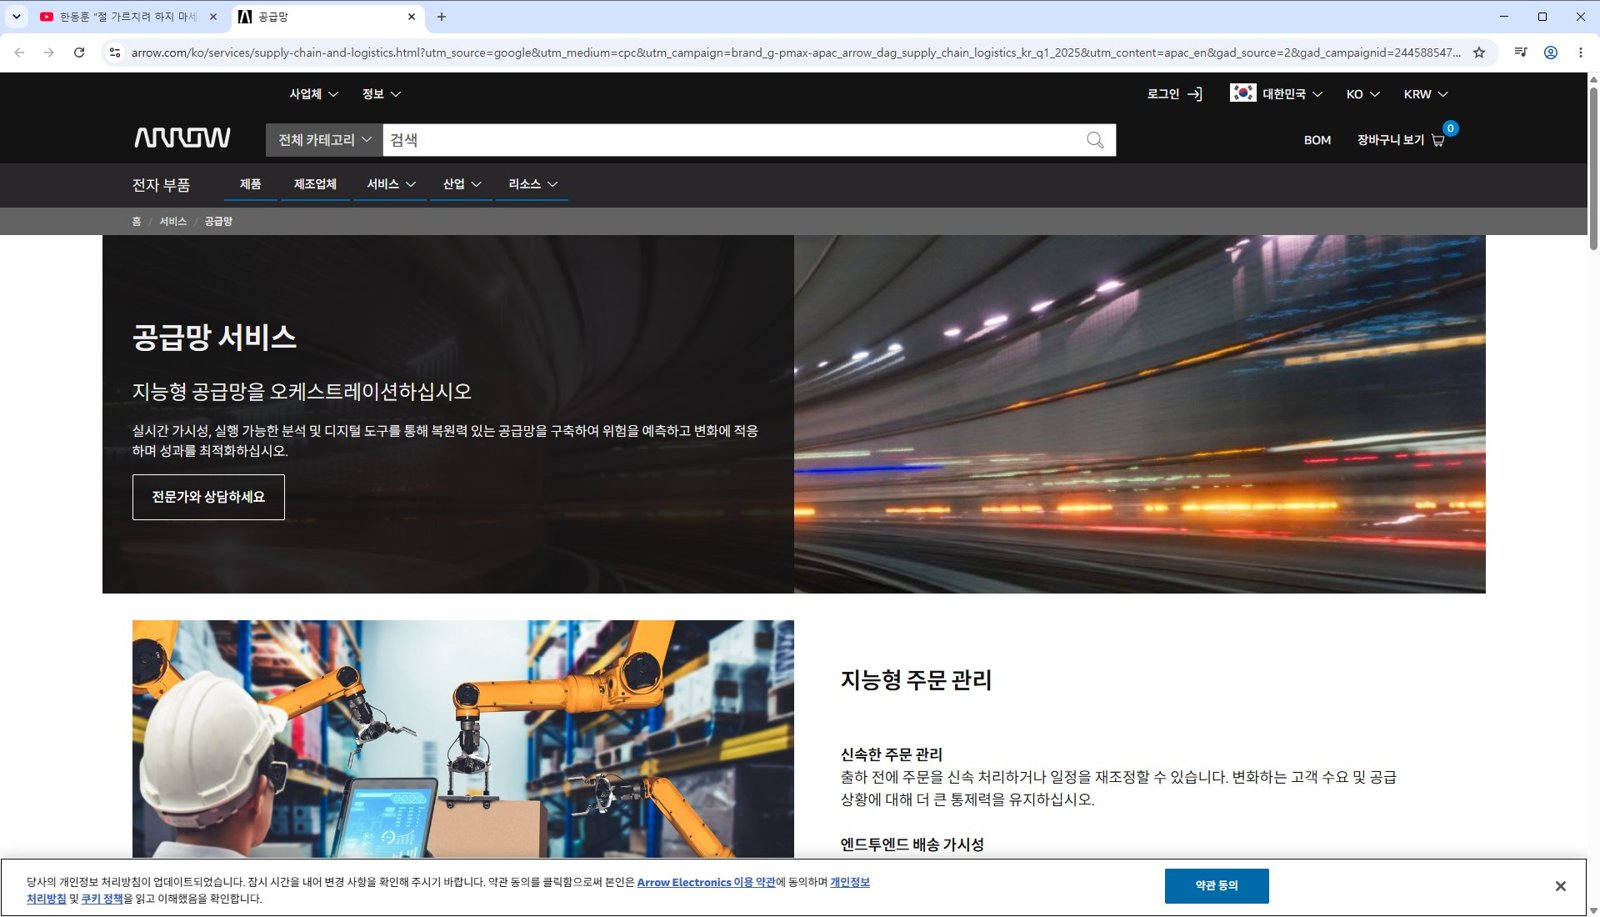 한동훈 "절 가르치려 하지 마세
공급망
arrow.com/ko/services/supply-chain-and-logistics.html?utm_source=google&utm_medium=cpc&utm_campaign=brand_g-pmax-apac_arrow_dag_supply_chain_logistics_kr_q1_2025&utm_content=apac_en&gad_source=2&gad_campaignid=244588547...
사업체 정보 로그인 대한민국 KO KRW
ARROW 전체 카테고리 검색 BOM 장바구니 보기 0
전자 부품 제품 제조업체 서비스 산업 리소스
홈 / 서비스 / 공급망
공급망 서비스
지능형 공급망을 오케스트레이션하십시오
실시간 가시성, 실행 가능한 분석 및 디지털 도구를 통해 복원력 있는 공급망을 구축하여 위험을 예측하고 변화에 적응
하며 성과를 최적화하십시오.
전문가와 상담하세요
지능형 주문 관리
신속한 주문 관리
출하 전에 주문을 신속 처리하거나 일정을 재조정할 수 있습니다. 변화하는 고객 수요 및 공급
상황에 대해 더 큰 통제력을 유지하십시오.
엔드투엔드 배송 가시성
당사의 개인정보 처리방침이 업데이트되었습니다. 잠시 시간을 내어 변경 사항을 확인해 주시기 바랍니다. 약관 동의를 클릭함으로써 본인은 Arrow Electronics 이용 약관에 동의하며 개인정보
처리방침 및 쿠키 정책을 읽고 이해했음을 확인합니다.
약관 동의